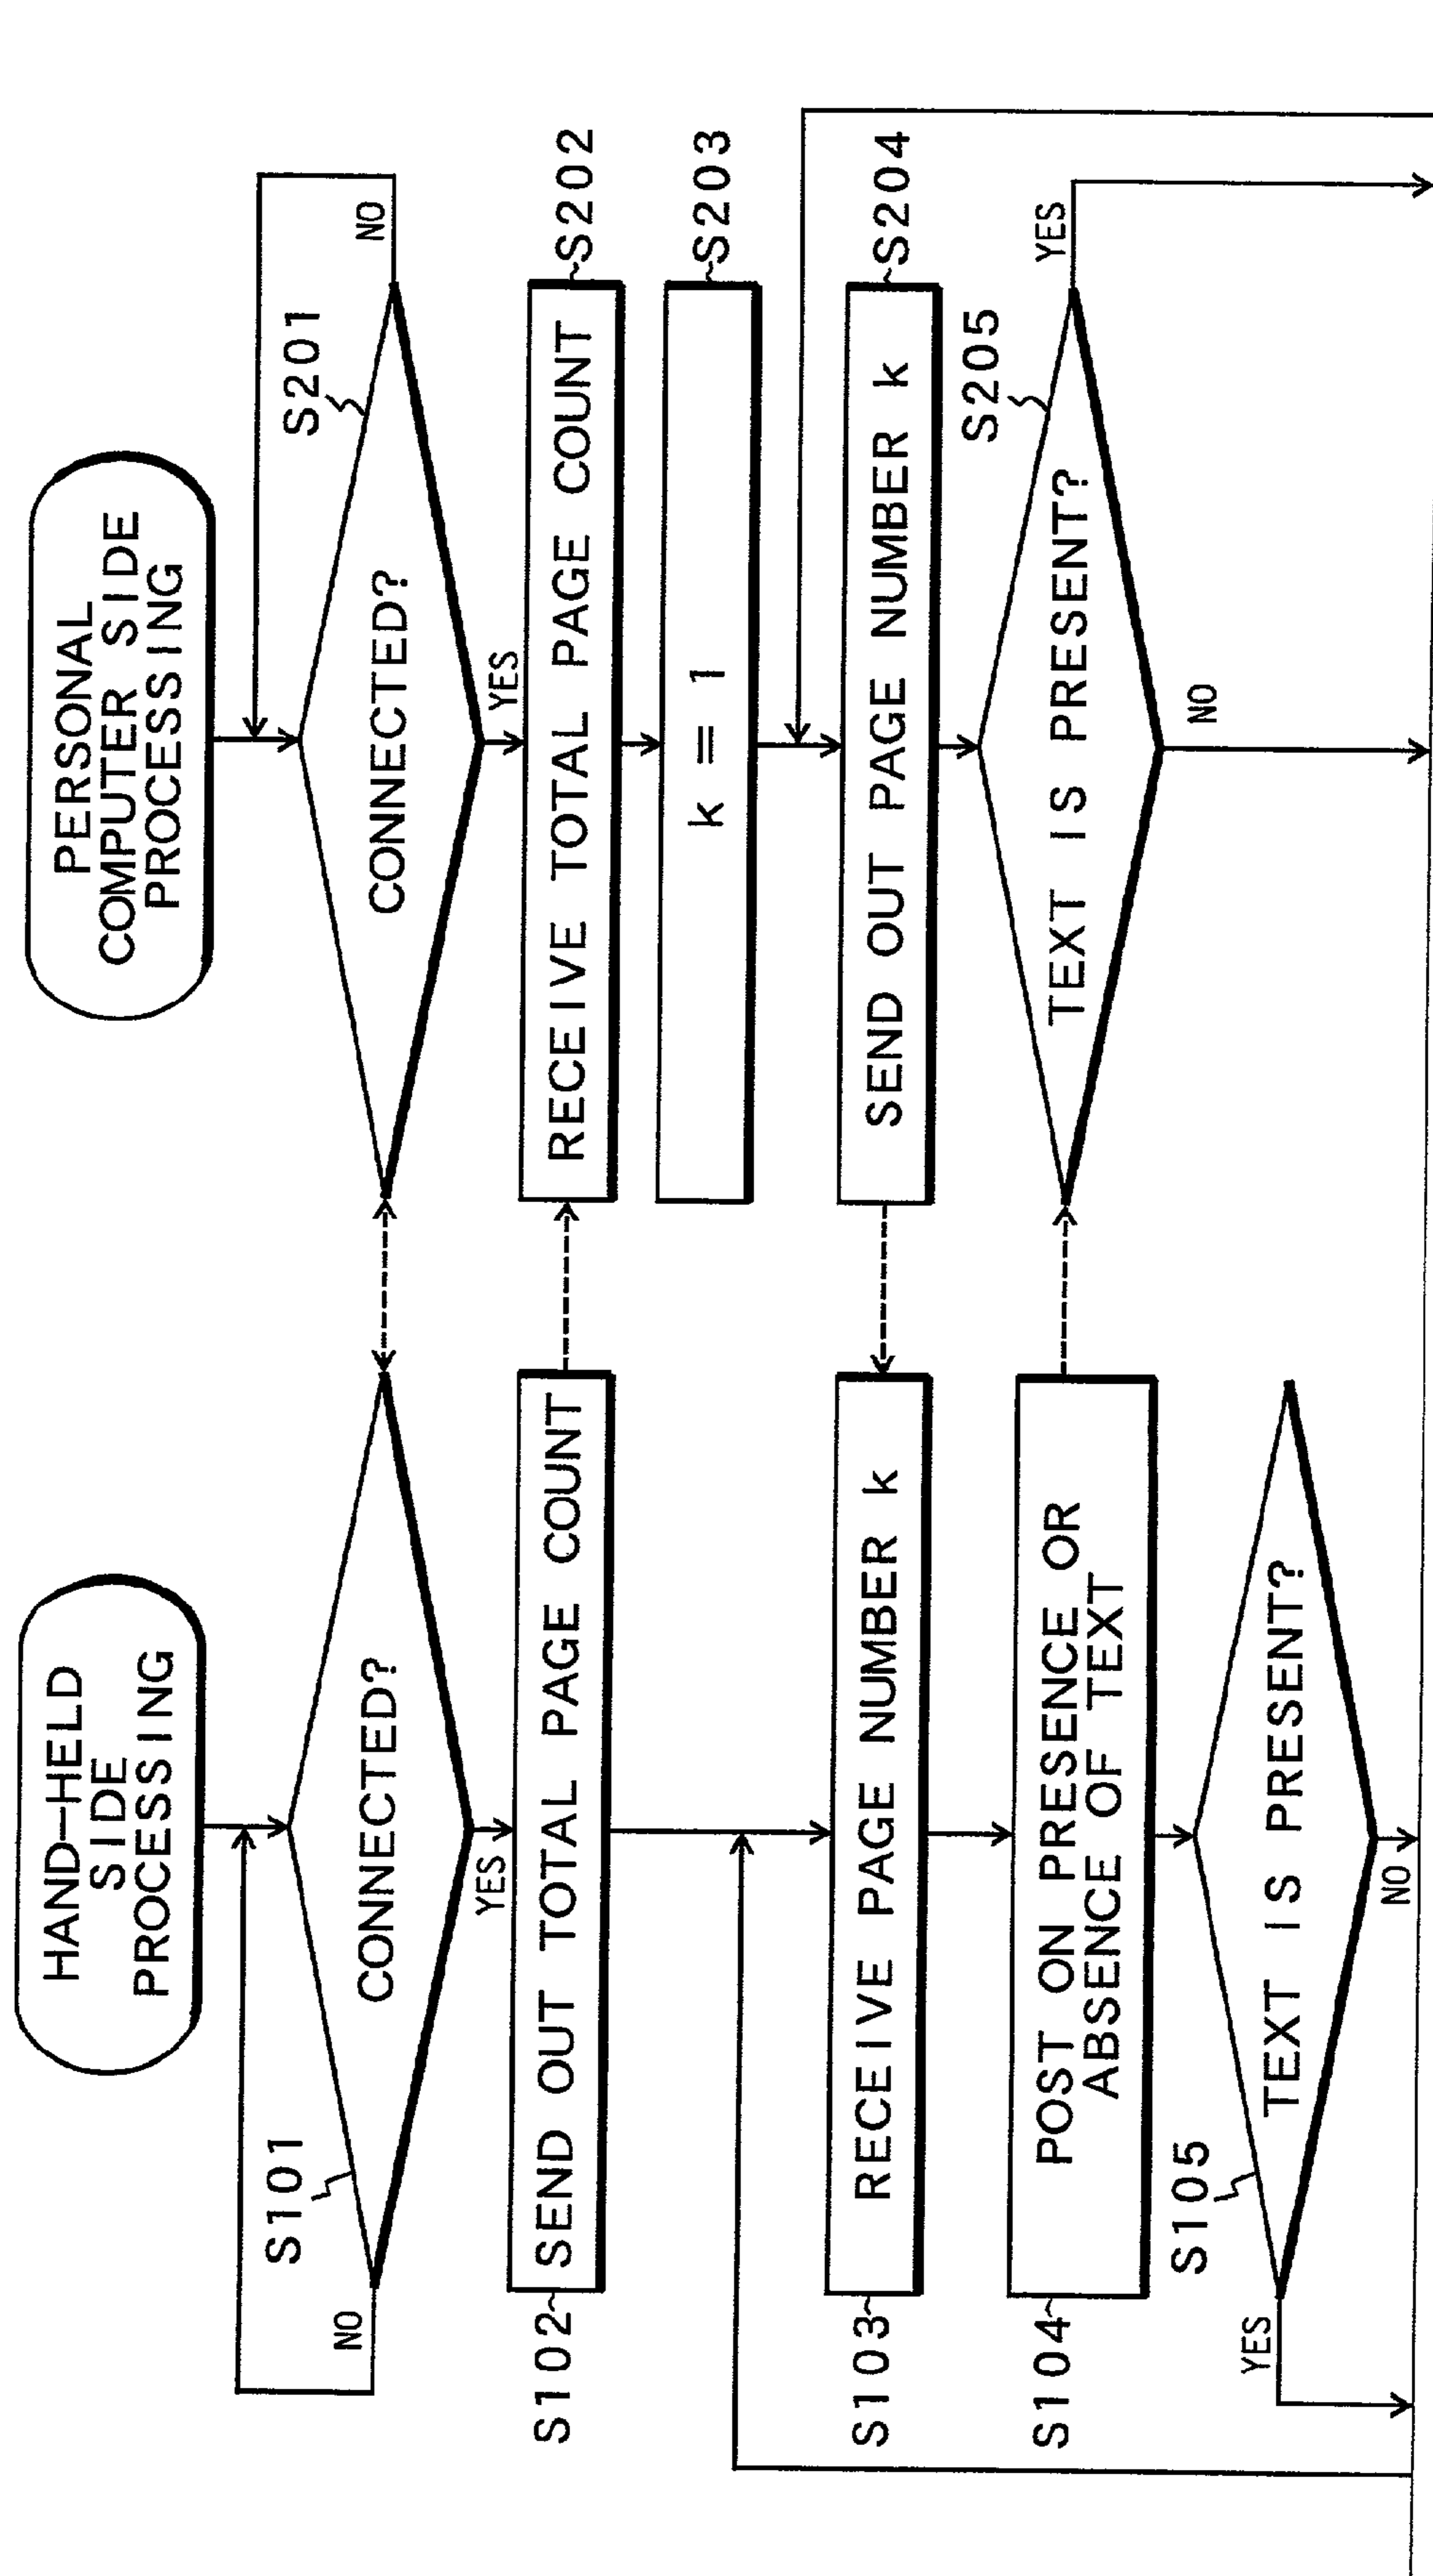 HAND-HELD
SIDE
PROCESSING
S101
CONNECTED?
NO
YES
S102
SEND OUT TOTAL PAGE COUNT
S103
RECEIVE PAGE NUMBER k
S104
POST ON PRESENCE OR
ABSENCE OF TEXT
S105
TEXT IS PRESENT?
YES
NO
PERSONAL
COMPUTER SIDE
PROCESSING
S201
CONNECTED?
NO
YES
RECEIVE TOTAL PAGE COUNT
S202
k = 1
S203
SEND OUT PAGE NUMBER k
S204
S205
TEXT IS PRESENT?
YES
NO